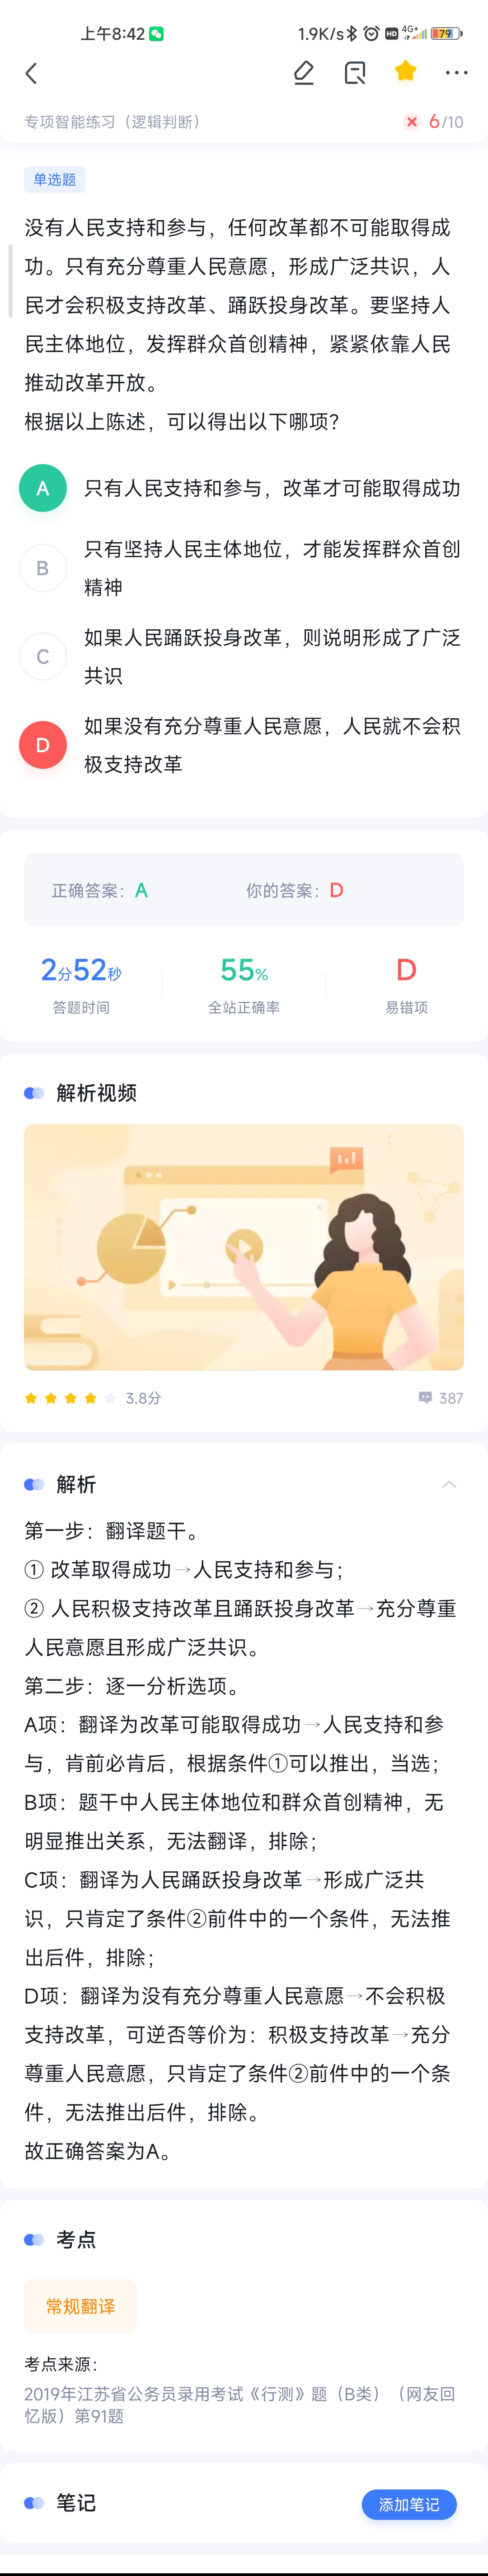 上午8:42
1.9K/s HD 4G+ 79
专项智能练习（逻辑判断）
6/10
单选题
没有人民支持和参与，任何改革都不可能取得成
功。只有充分尊重人民意愿，形成广泛共识，人
民才会积极支持改革、踊跃投身改革。要坚持人
民主体地位，发挥群众首创精神，紧紧依靠人民
推动改革开放。
根据以上陈述，可以得出以下哪项？
A 只有人民支持和参与，改革才可能取得成功
B 只有坚持人民主体地位，才能发挥群众首创
精神
C 如果人民踊跃投身改革，则说明形成了广泛
共识
D 如果没有充分尊重人民意愿，人民就不会积
极支持改革
正确答案：A 你的答案：D
2分52秒 55% D
答题时间 全站正确率 易错项
解析视频
3.8分 387
解析
第一步：翻译题干。
① 改革取得成功→人民支持和参与；
② 人民积极支持改革且踊跃投身改革→充分尊重
人民意愿且形成广泛共识。
第二步：逐一分析选项。
A项：翻译为改革可能取得成功→人民支持和参
与，肯前必肯后，根据条件①可以推出，当选；
B项：题干中人民主体地位和群众首创精神，无
明显推出关系，无法翻译，排除；
C项：翻译为人民踊跃投身改革→形成广泛共
识，只肯定了条件②前件中的一个条件，无法推
出后件，排除；
D项：翻译为没有充分尊重人民意愿→不会积极
支持改革，可逆否等价为：积极支持改革→充分
尊重人民意愿，只肯定了条件②前件中的一个条
件，无法推出后件，排除。
故正确答案为A。
考点
常规翻译
考点来源：
2019年江苏省公务员录用考试《行测》题（B类）（网友回
忆版）第91题
笔记
添加笔记